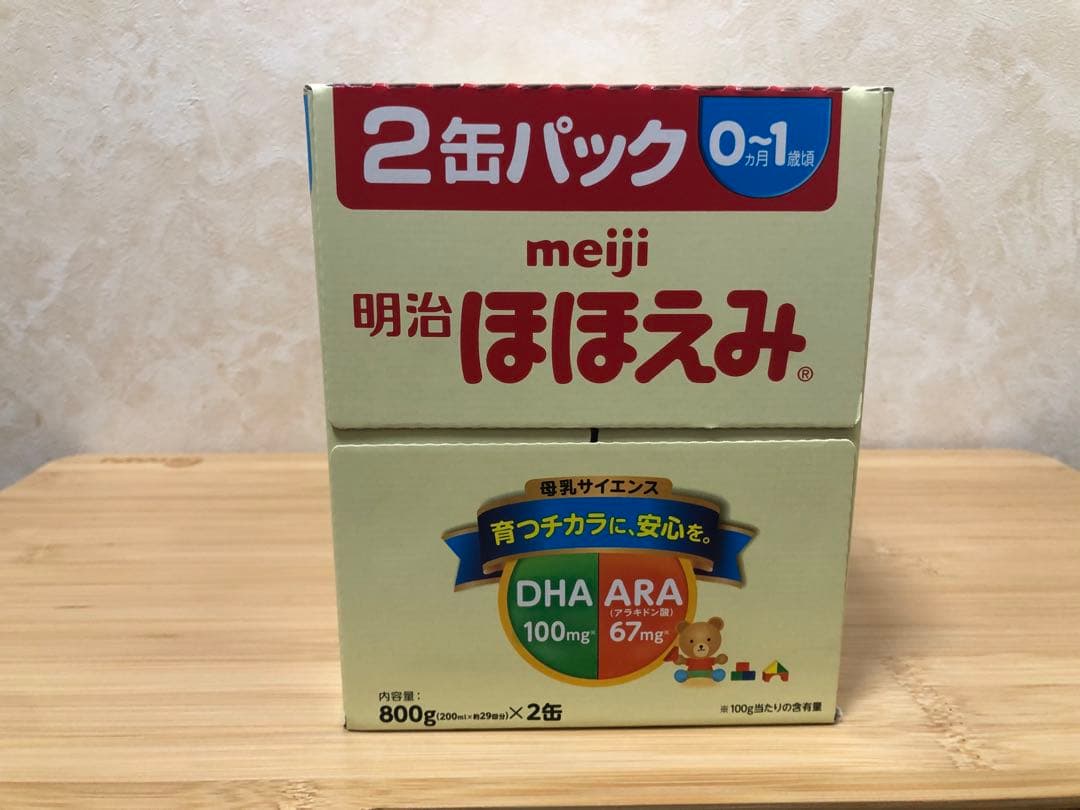 2缶パック
0ヵ月~1歳頃
meiji
明治ほほえみ®
母乳サイエンス
育つチカラに、安心を。
DHA
100mg※
ARA
(アラキドン酸)
67mg※
内容量:
800g(200ml×約29回分)×2缶
※100g当たりの含有量